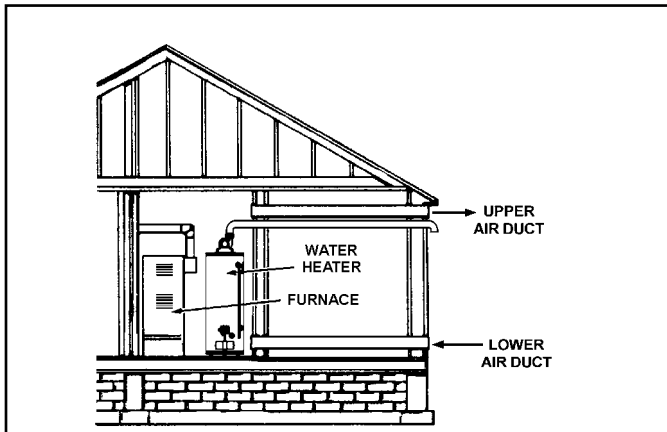 UPPER
AIR DUCT
WATER
HEATER
FURNACE
LOWER
AIR DUCT